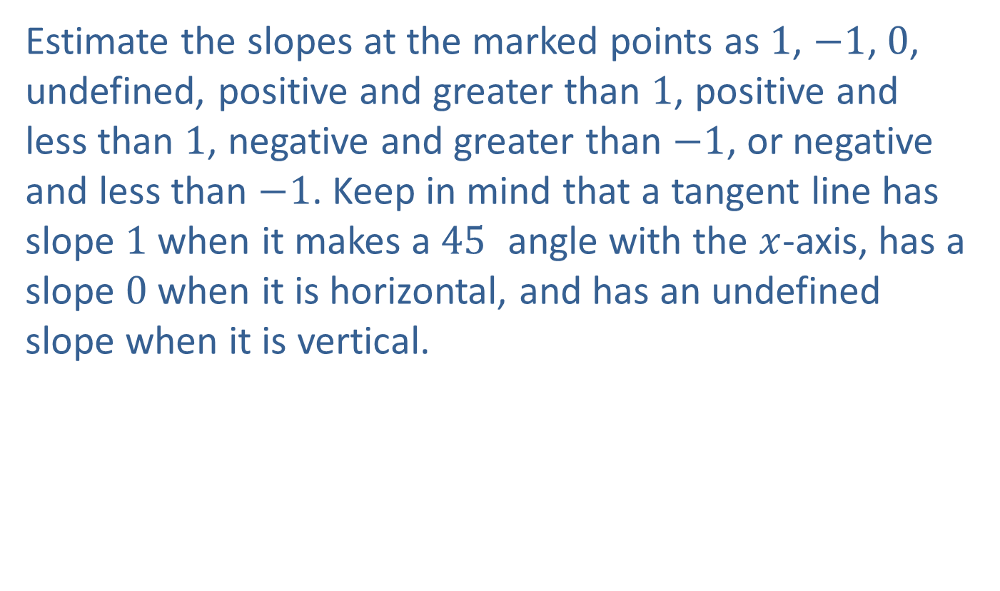 Estimate the slopes at the marked points as 1, −1, 0,
undefined, positive and greater than 1, positive and
less than 1, negative and greater than −1, or negative
and less than −1. Keep in mind that a tangent line has
slope 1 when it makes a 45 angle with the x-axis, has a
slope 0 when it is horizontal, and has an undefined
slope when it is vertical.